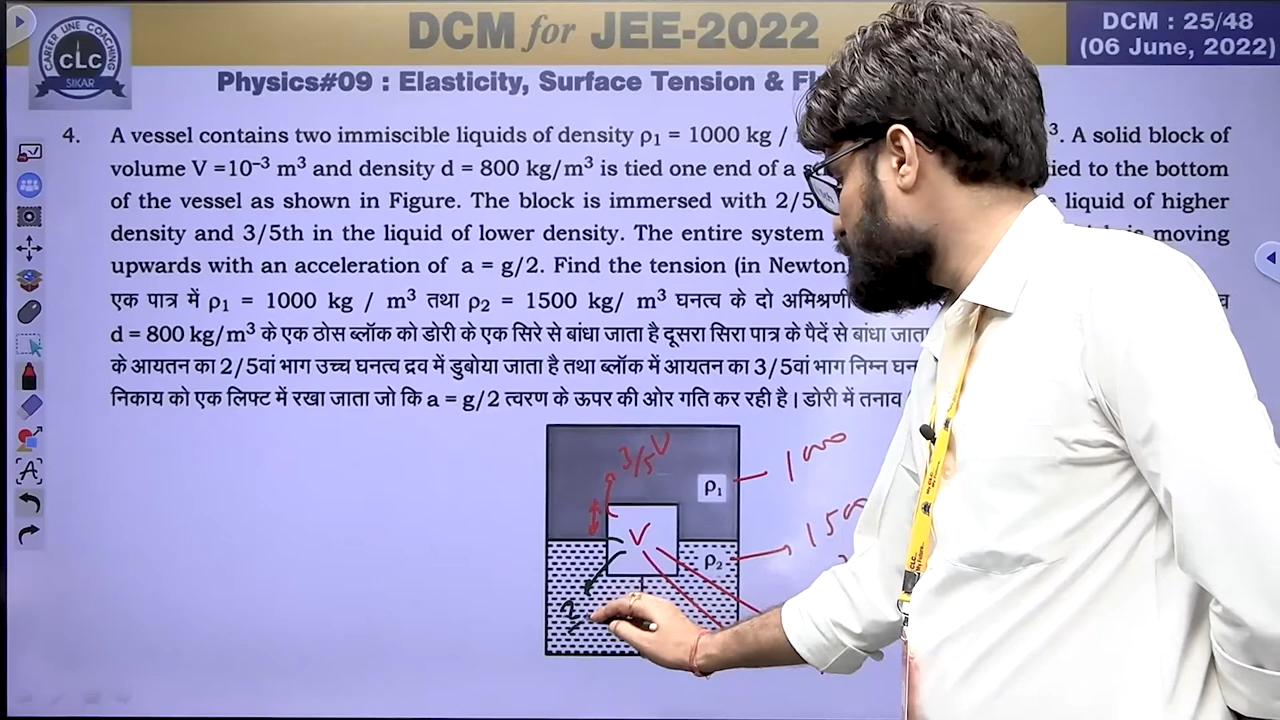 DCM for JEE-2022
DCM : 25/48
(06 June, 2022)
CAREER LINE COACHING
CLC
SIKAR
Physics#09 : Elasticity, Surface Tension &
4. A vessel contains two immiscible liquids of density ρ₁ = 1000 kg / ³. A solid block of
volume V =10⁻³ m³ and density d = 800 kg/m³ is tied one end of a tied to the bottom
of the vessel as shown in Figure. The block is immersed with 2/5 liquid of higher
density and 3/5th in the liquid of lower density. The entire system is moving
upwards with an acceleration of a = g/2. Find the tension (in Newton
एक पात्र में ρ₁ = 1000 kg / m³ तथा ρ₂ = 1500 kg/ m³ घनत्व के दो अमिश्रणी
d = 800 kg/m³ के एक ठोस ब्लॉक को डोरी के एक सिरे से बांधा जाता है दूसरा सिरा पात्र के पैदें से बांधा जाता
के आयतन का 2/5वां भाग उच्च घनत्व द्रव में डुबोया जाता है तथा ब्लॉक में आयतन का 3/5वां भाग निम्न
निकाय को एक लिफ्ट में रखा जाता जो कि a = g/2 त्वरण के ऊपर की ओर गति कर रही है। डोरी में तनाव
3/5 V
ρ₁
1000
V
ρ₂
2